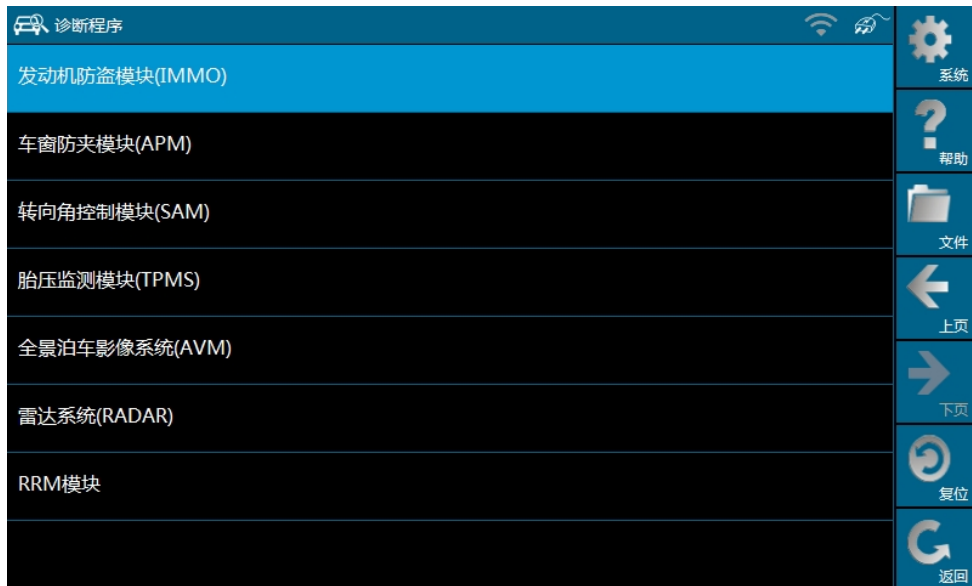 诊断程序
发动机防盗模块(IMMO)
车窗防夹模块(APM)
转向角控制模块(SAM)
胎压监测模块(TPMS)
全景泊车影像系统(AVM)
雷达系统(RADAR)
RRM模块
系统
帮助
文件
上页
下页
复位
返回